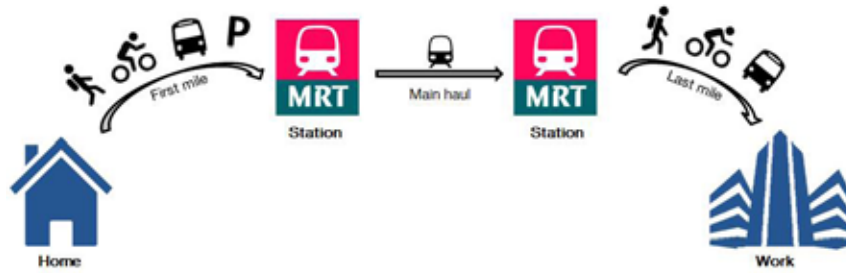 P
First mile
MRT
Station
Main haul
MRT
Station
Last mile
Home
Work